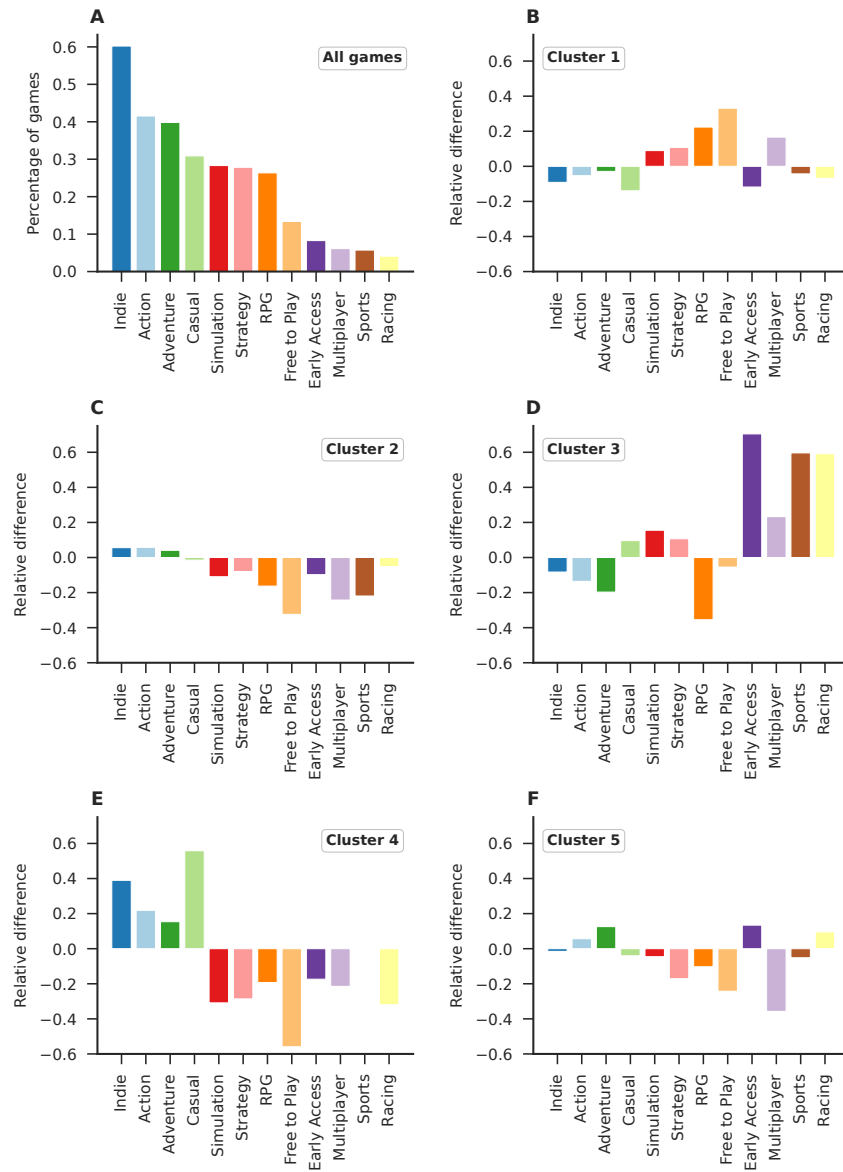 A
All games
Percentage of games
0.6
0.5
0.4
0.3
0.2
0.1
0.0
Indie
Action
Adventure
Casual
Simulation
Strategy
RPG
Free to Play
Early Access
Multiplayer
Sports
Racing
B
Cluster 1
Relative difference
0.6
0.4
0.2
0.0
−0.2
−0.4
−0.6
Indie
Action
Adventure
Casual
Simulation
Strategy
RPG
Free to Play
Early Access
Multiplayer
Sports
Racing
C
Cluster 2
Relative difference
0.6
0.4
0.2
0.0
−0.2
−0.4
−0.6
Indie
Action
Adventure
Casual
Simulation
Strategy
RPG
Free to Play
Early Access
Multiplayer
Sports
Racing
D
Cluster 3
Relative difference
0.6
0.4
0.2
0.0
−0.2
−0.4
−0.6
Indie
Action
Adventure
Casual
Simulation
Strategy
RPG
Free to Play
Early Access
Multiplayer
Sports
Racing
E
Cluster 4
Relative difference
0.6
0.4
0.2
0.0
−0.2
−0.4
−0.6
Indie
Action
Adventure
Casual
Simulation
Strategy
RPG
Free to Play
Early Access
Multiplayer
Sports
Racing
F
Cluster 5
Relative difference
0.6
0.4
0.2
0.0
−0.2
−0.4
−0.6
Indie
Action
Adventure
Casual
Simulation
Strategy
RPG
Free to Play
Early Access
Multiplayer
Sports
Racing